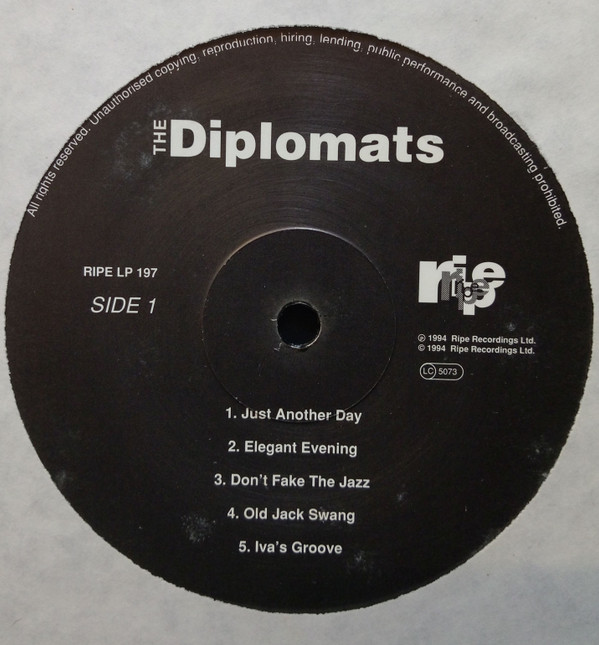 All rights reserved. Unauthorised copying, reproduction, hiring, lending, public performance and broadcasting prohibited.
THE Diplomats
RIPE LP 197
SIDE 1
ripe
℗ 1994 Ripe Recordings Ltd.
© 1994 Ripe Recordings Ltd.
LC 5073
1. Just Another Day
2. Elegant Evening
3. Don't Fake The Jazz
4. Old Jack Swang
5. Iva's Groove